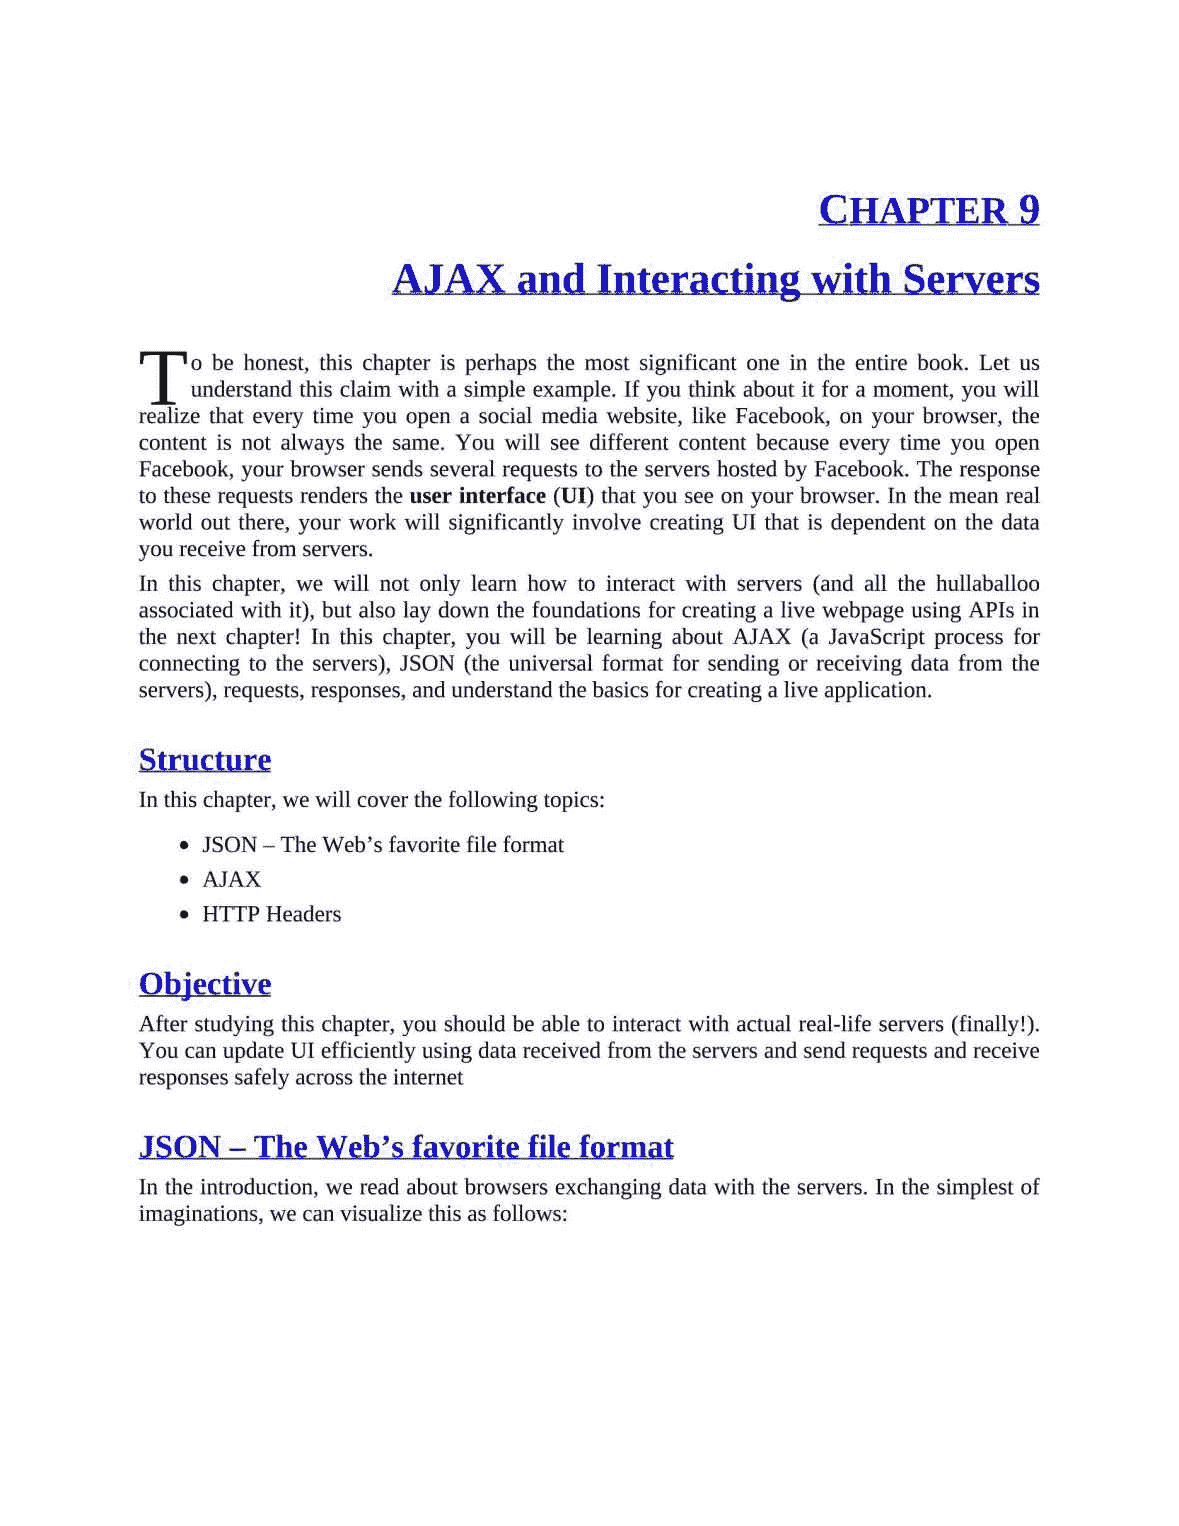 CHAPTER 9
AJAX and Interacting with Servers
To be honest, this chapter is perhaps the most significant one in the entire book. Let us
understand this claim with a simple example. If you think about it for a moment, you will
realize that every time you open a social media website, like Facebook, on your browser, the
content is not always the same. You will see different content because every time you open
Facebook, your browser sends several requests to the servers hosted by Facebook. The response
to these requests renders the user interface (UI) that you see on your browser. In the mean real
world out there, your work will significantly involve creating UI that is dependent on the data
you receive from servers.
In this chapter, we will not only learn how to interact with servers (and all the hullaballoo
associated with it), but also lay down the foundations for creating a live webpage using APIs in
the next chapter! In this chapter, you will be learning about AJAX (a JavaScript process for
connecting to the servers), JSON (the universal format for sending or receiving data from the
servers), requests, responses, and understand the basics for creating a live application.
Structure
In this chapter, we will cover the following topics:
• JSON – The Web’s favorite file format
• AJAX
• HTTP Headers
Objective
After studying this chapter, you should be able to interact with actual real-life servers (finally!).
You can update UI efficiently using data received from the servers and send requests and receive
responses safely across the internet
JSON – The Web’s favorite file format
In the introduction, we read about browsers exchanging data with the servers. In the simplest of
imaginations, we can visualize this as follows: